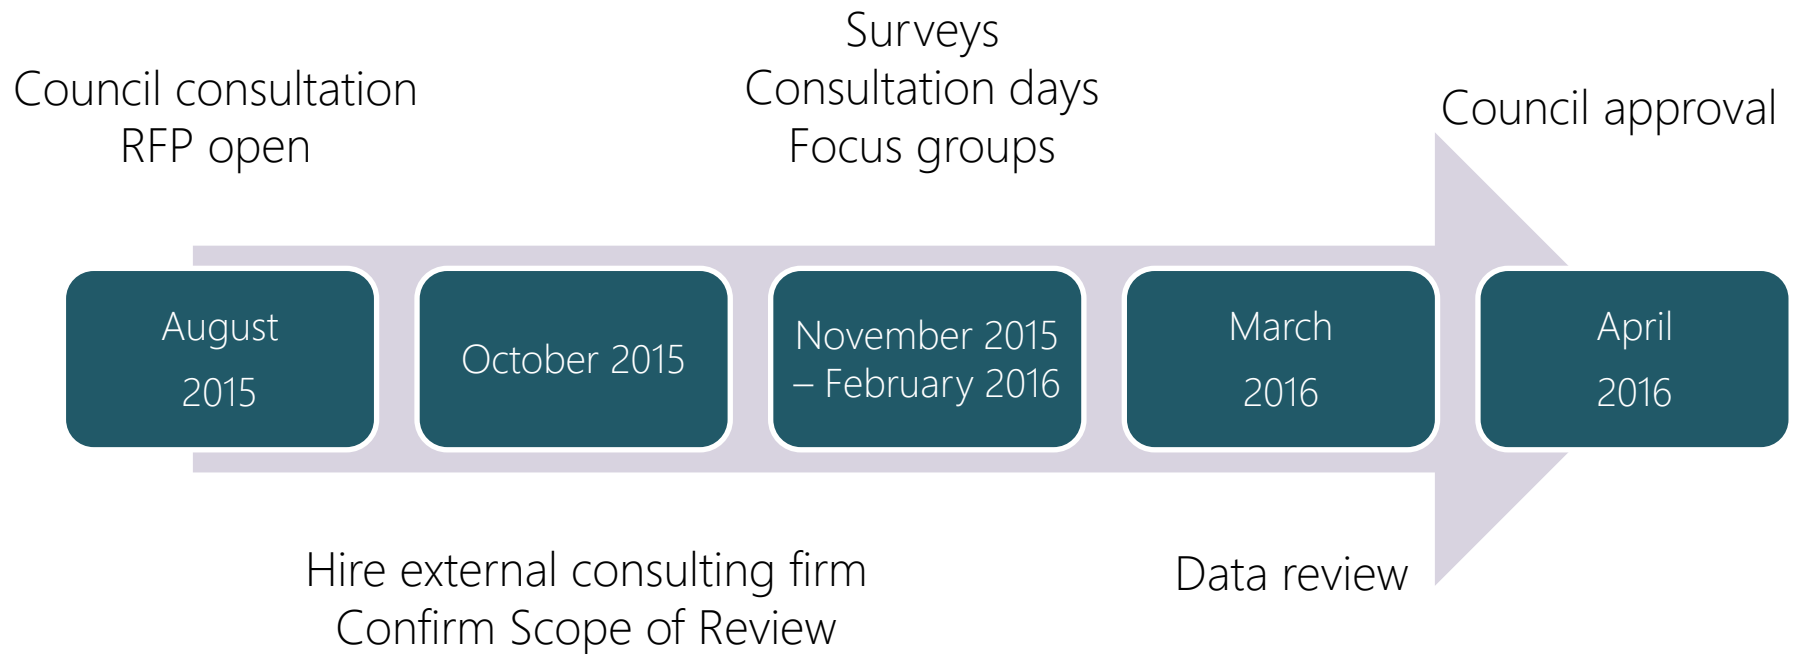 Surveys
Council consultation
Consultation days
Council approval
RFP open
Focus groups
August
2015
October 2015
November 2015
– February 2016
March
2016
April
2016
Hire external consulting firm
Confirm Scope of Review
Data review